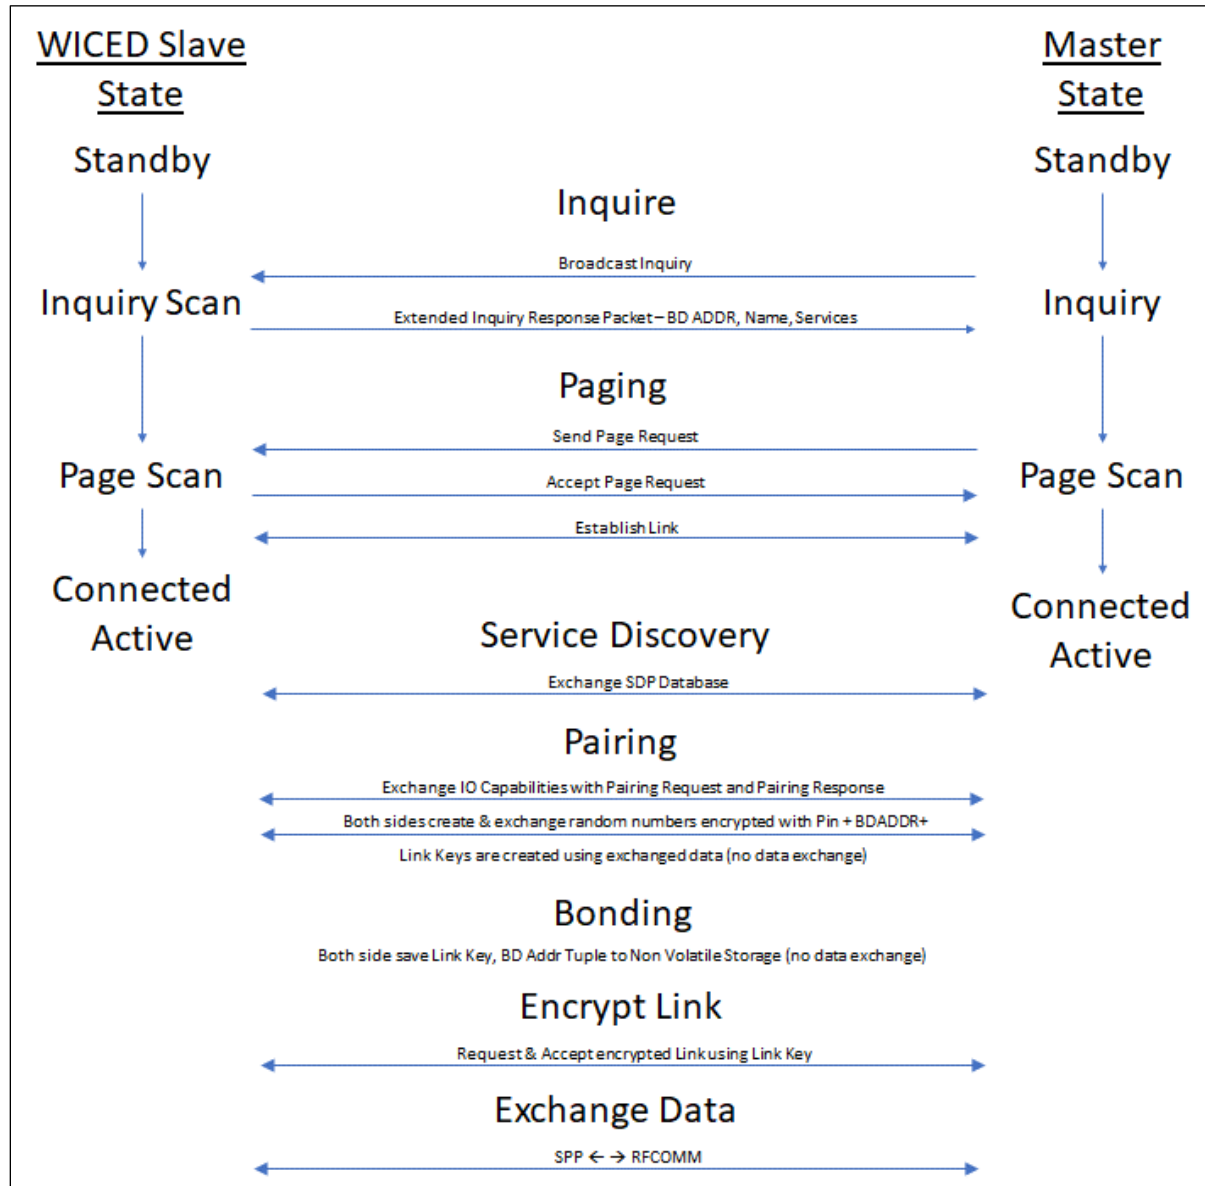 WICED Slave
State
Master
State
Standby
Standby
Inquire
Broadcast Inquiry
Inquiry Scan
Inquiry
Extended Inquiry Response Packet – BD ADDR, Name, Services
Paging
Send Page Request
Page Scan
Page Scan
Accept Page Request
Establish Link
Connected
Active
Connected
Active
Service Discovery
Exchange SDP Database
Pairing
Exchange IO Capabilities with Pairing Request and Pairing Response
Both sides create & exchange random numbers encrypted with Pin + BDADDR+
Link Keys are created using exchanged data (no data exchange)
Bonding
Both side save Link Key, BD Addr Tuple to Non Volatile Storage (no data exchange)
Encrypt Link
Request & Accept encrypted Link using Link Key
Exchange Data
SPP ← → RFCOMM